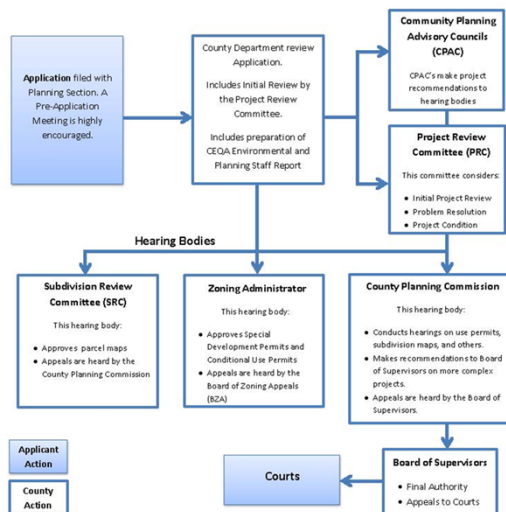 Application filed with
Planning Section. A
Pre-Application
Meeting is highly
encouraged.
County Department review
Application.
Includes Initial Review by
the Project Review
Committee.
Includes preparation of
CEQA Environmental and
Planning Staff Report
Community Planning
Advisory Councils
(CPAC)
CPAC's make project
recommendations to
hearing bodies
Project Review
Committee (PRC)
This committee considers:
• Initial Project Review
• Problem Resolution
• Project Condition
Hearing Bodies
Subdivision Review
Committee (SRC)
This hearing body:
• Approves parcel maps
• Appeals are heard by the
County Planning Commission
Zoning Administrator
This hearing body:
• Approves Special
Development Permits and
Conditional Use Permits
• Appeals are heard by the
Board of Zoning Appeals
(BZA)
County Planning Commission
This hearing body:
• Conducts hearings on use permits,
subdivision maps, and others.
• Makes recommendations to Board
of Supervisors on more complex
projects.
• Appeals are heard by the Board of
Supervisors.
Applicant
Action
County
Action
Courts
Board of Supervisors
• Final Authority
• Appeals to Courts